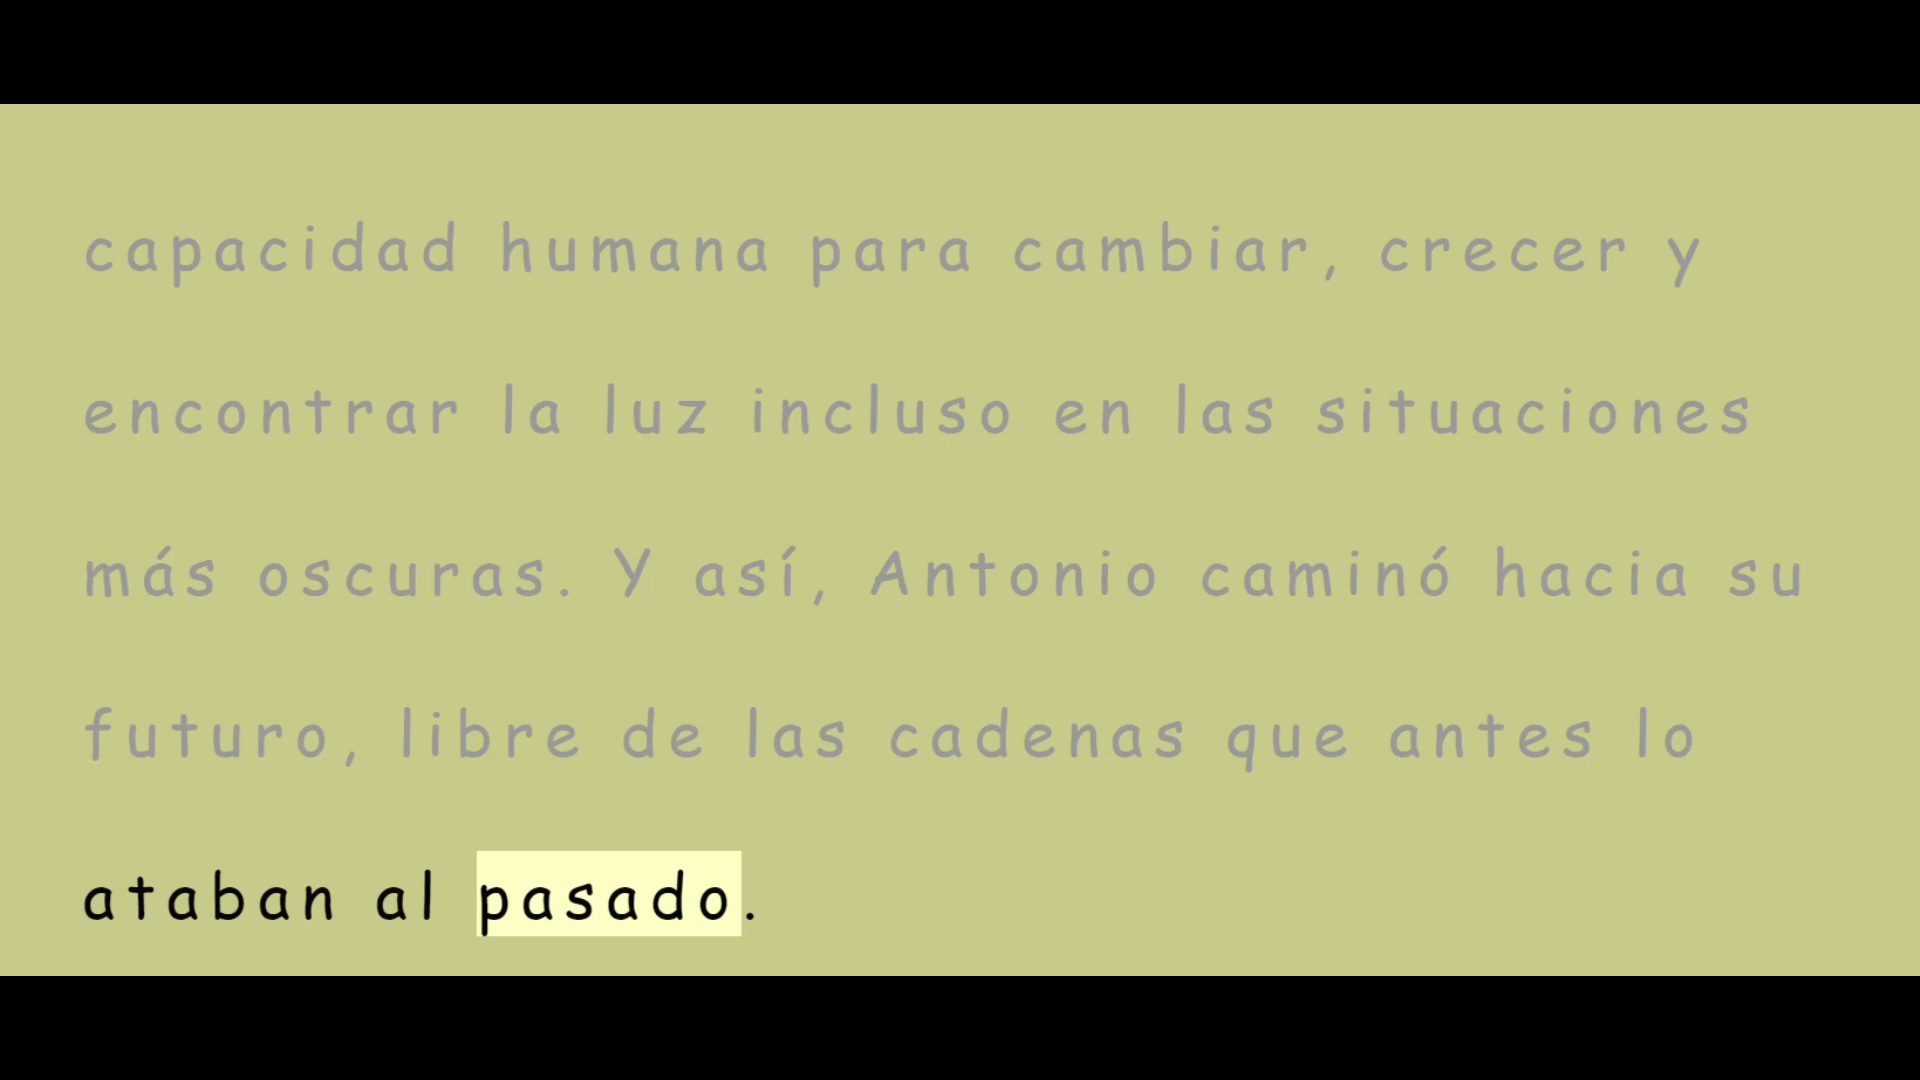 capacidad humana para cambiar, crecer y
encontrar la luz incluso en las situaciones
más oscuras. Y así, Antonio caminó hacia su
futuro, libre de las cadenas que antes lo
ataban al pasado.